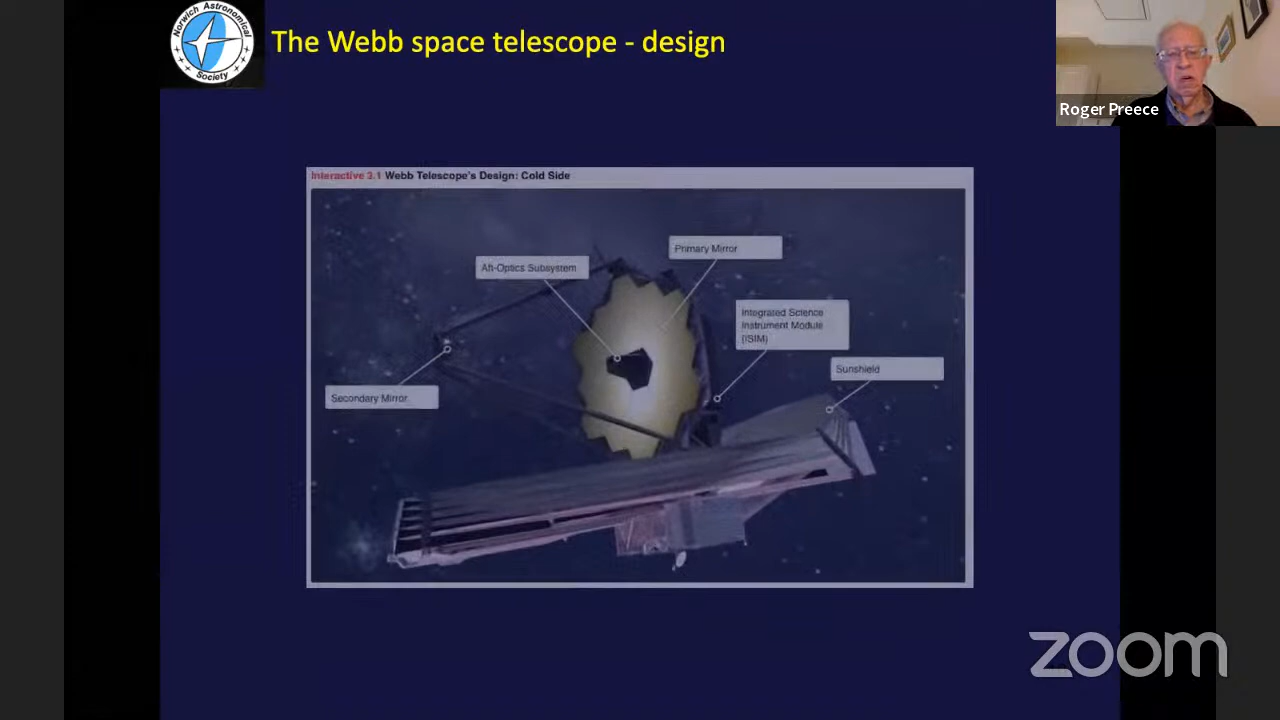 Norwich Astronomical
Society
The Webb space telescope - design
Roger Preece
Interactive 3.1 Webb Telescope's Design: Cold Side
Primary Mirror
Aft-Optics Subsystem
Integrated Science
Instrument Module
(ISIM)
Sunshield
Secondary Mirror
zoom